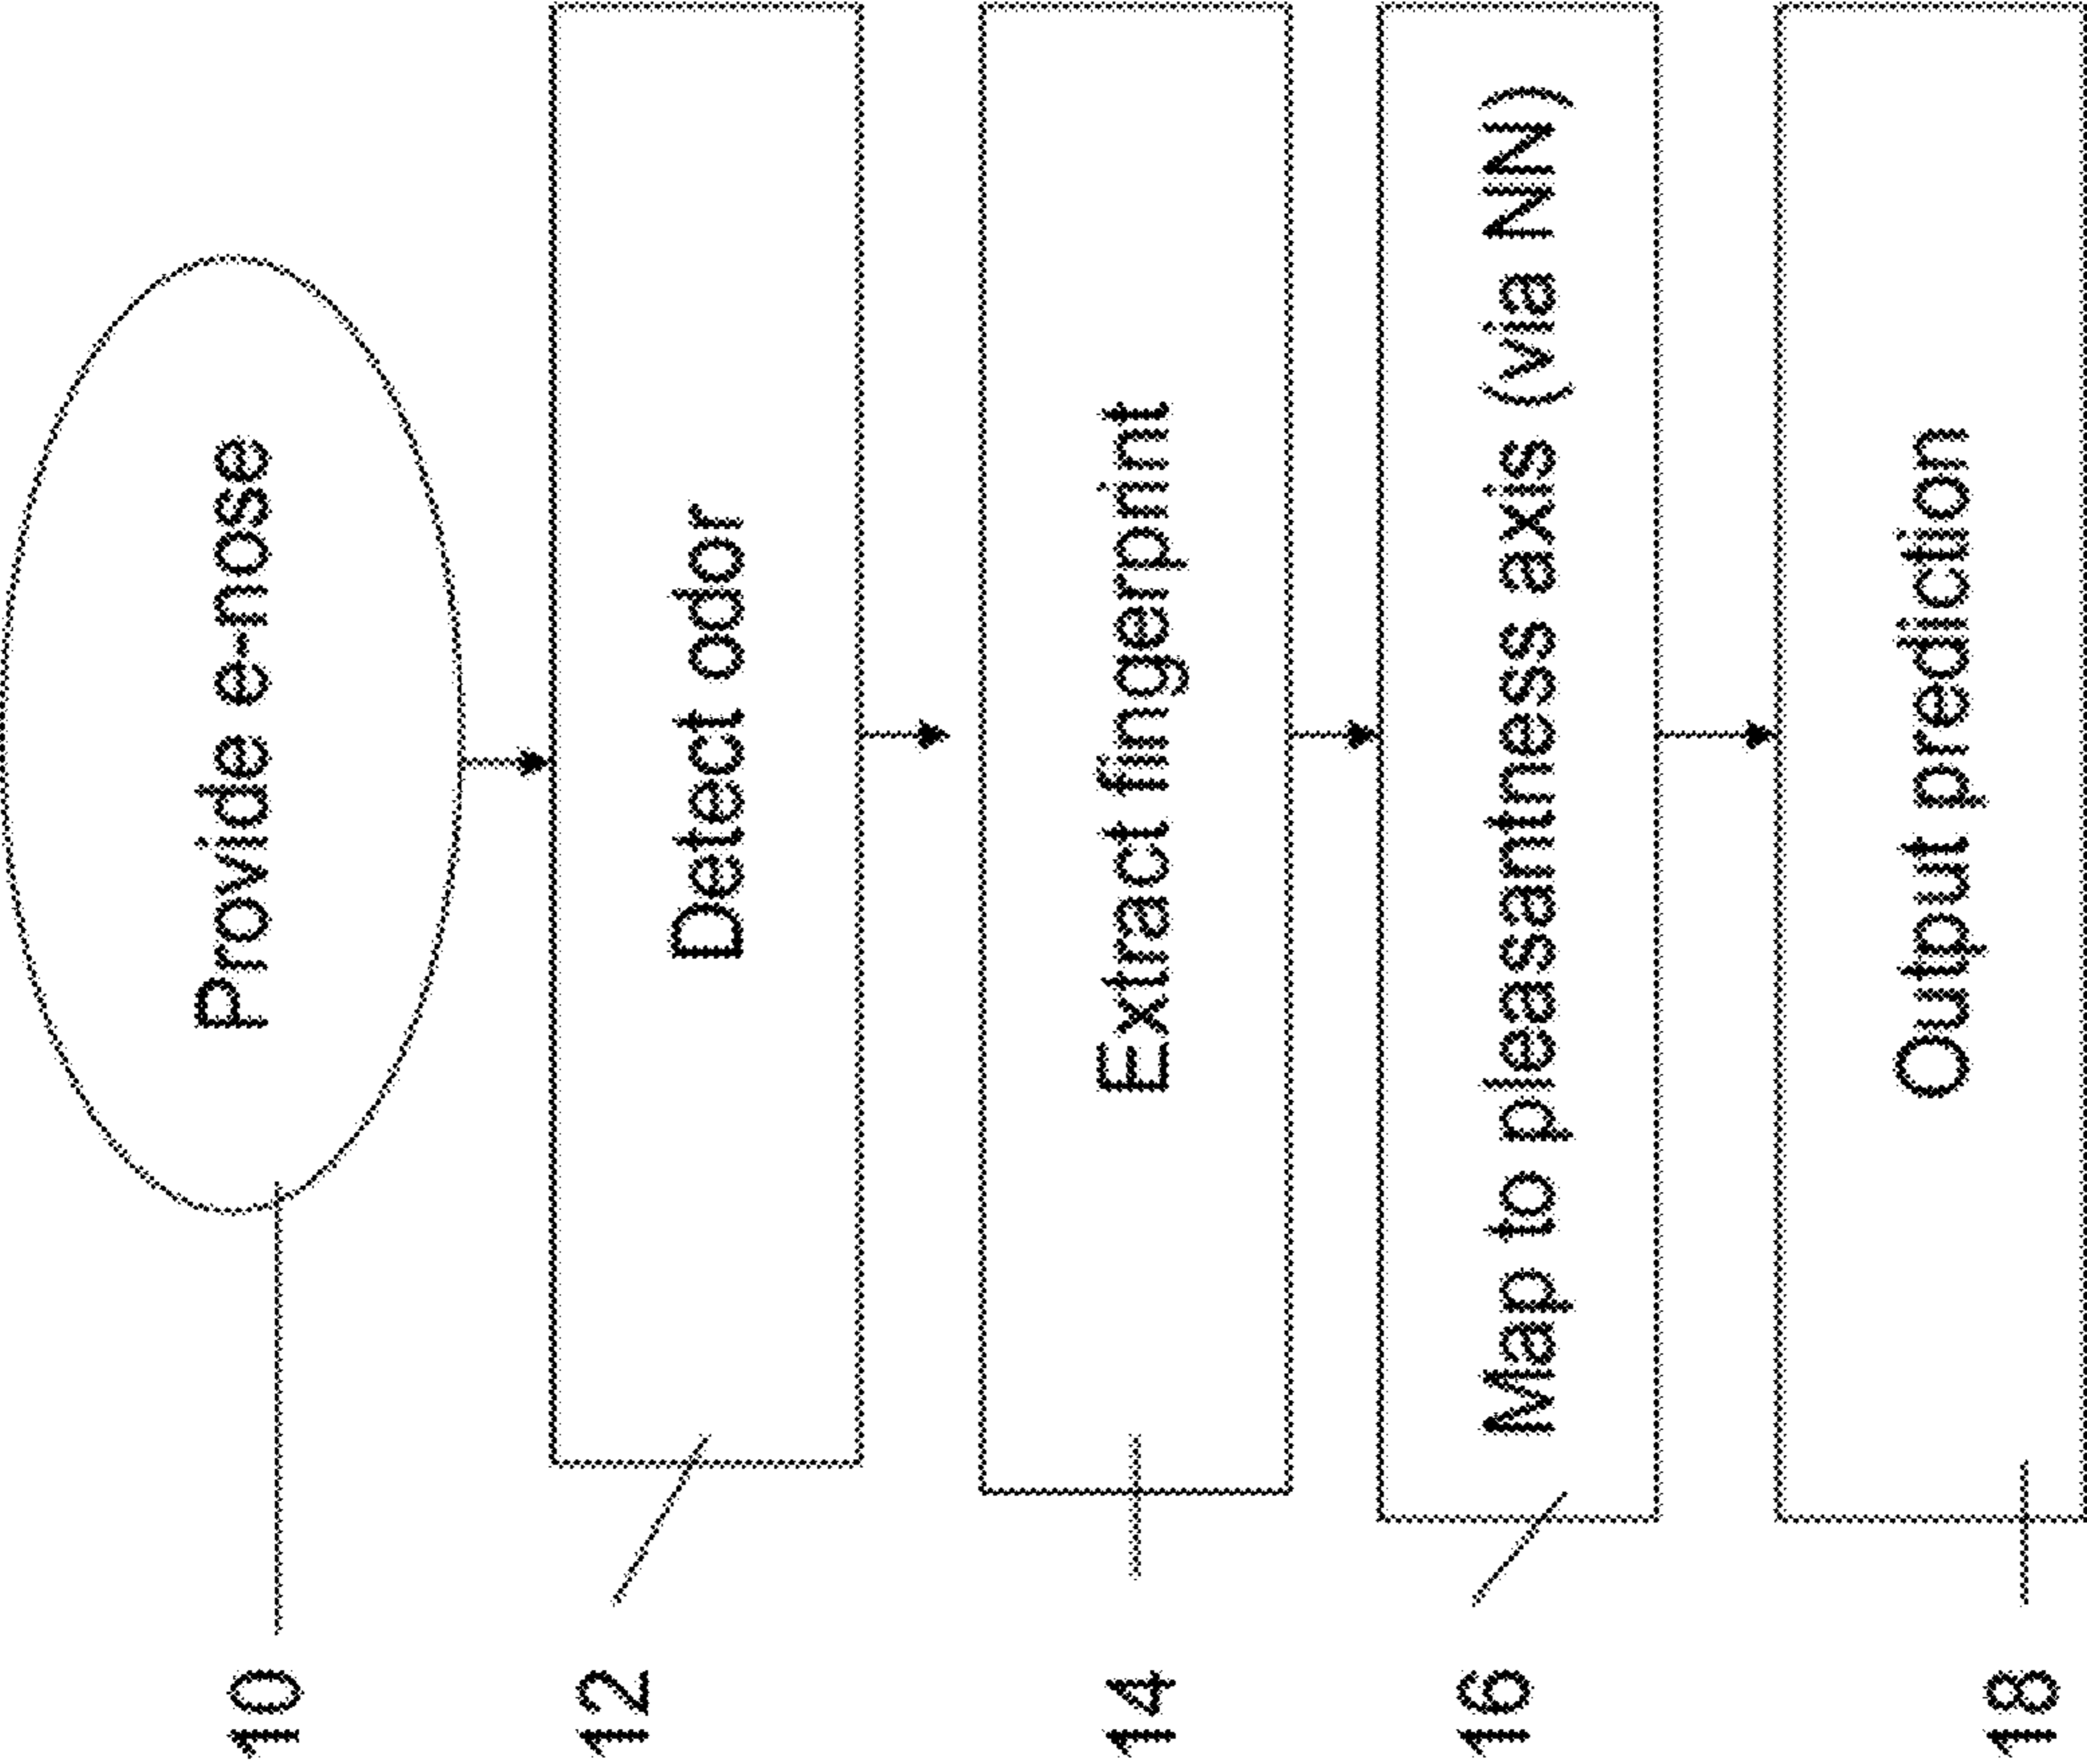 10
Provide e-nose
12
Detect odor
14
Extract fingerprint
16
Map to pleasantness axis (via NN)
18
Output prediction